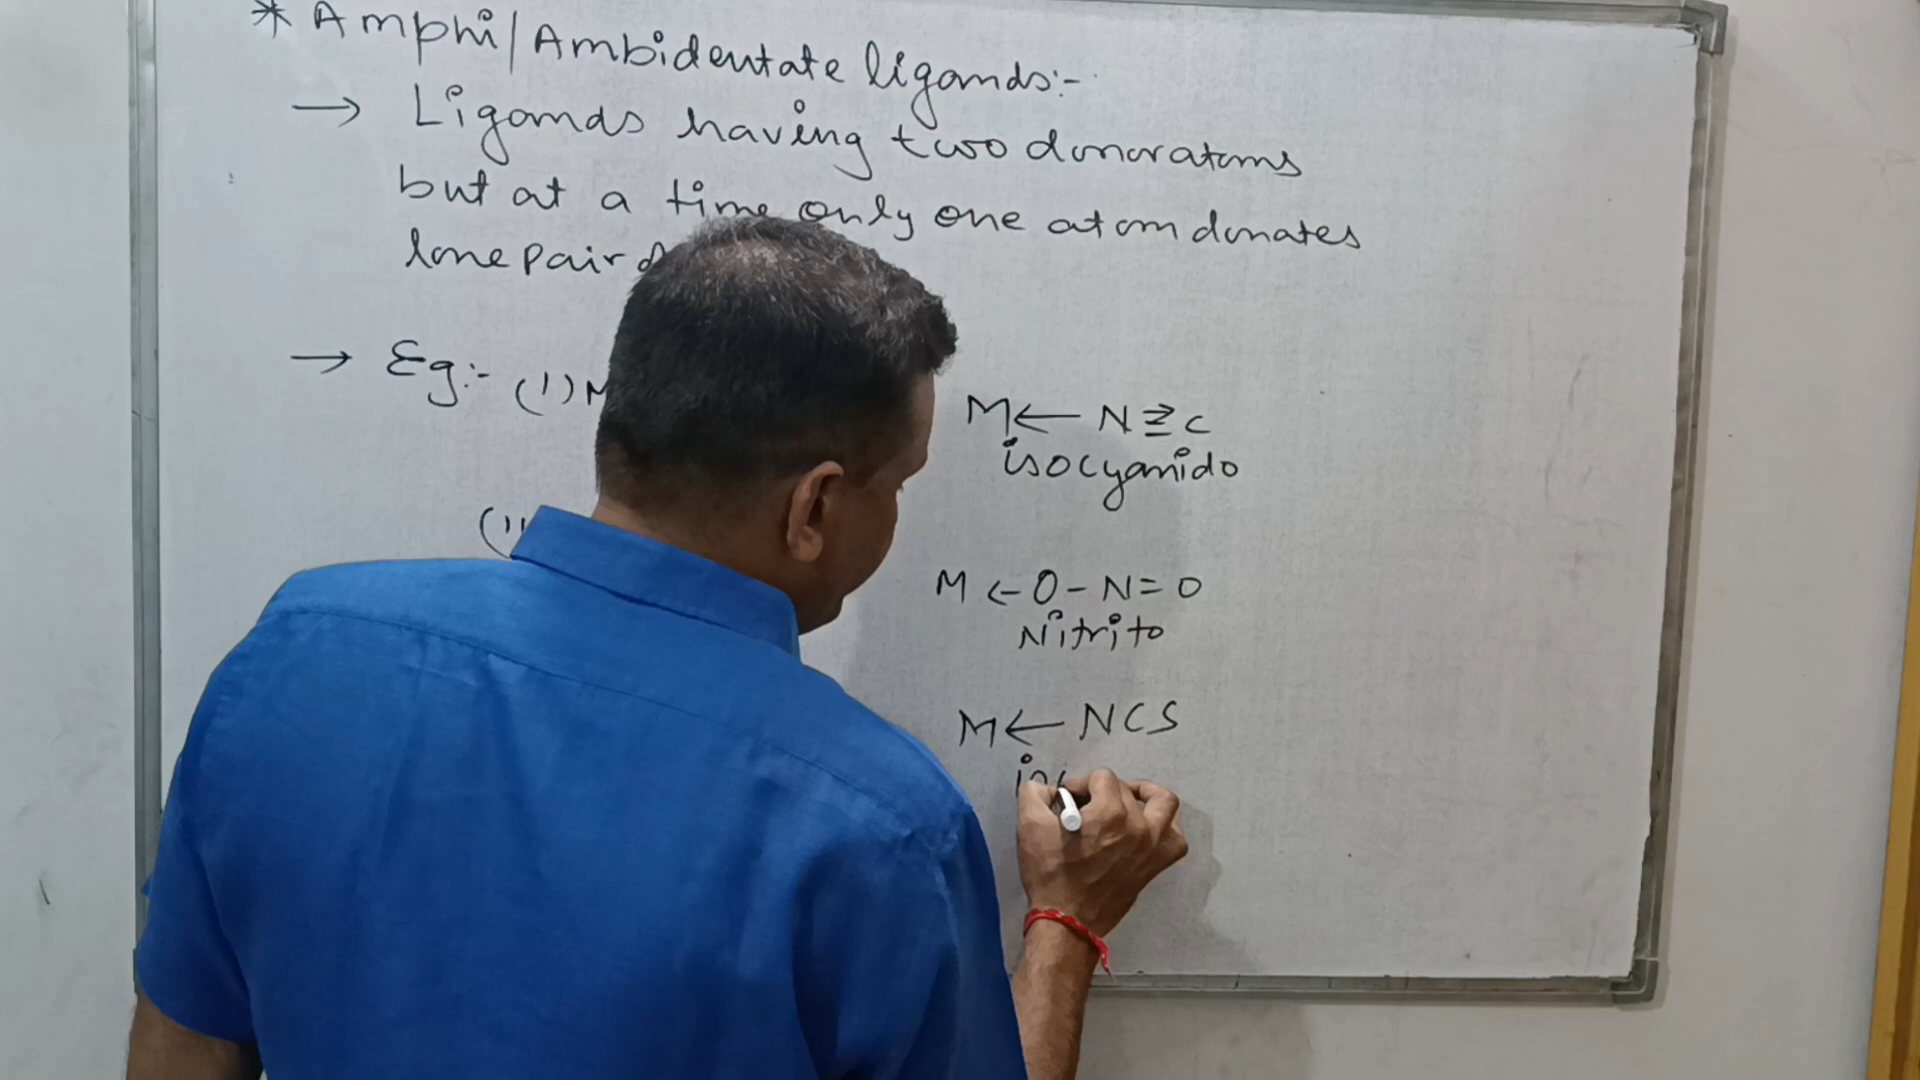 * Amphi/Ambidentate ligands:-
→ Ligands having two donor atoms
but at a time only one atom donates
lone pair
→ Eg:- (1) M
M ← N ≡ C
isocyanido
(11
M ← O - N = O
Nitrito
M ← NCS